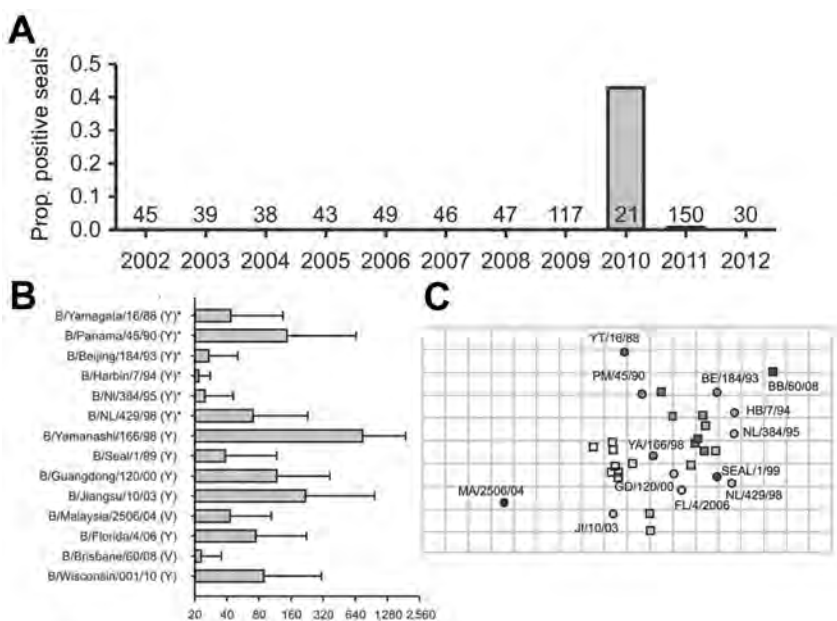 A
Prop. positive seals
0.5
0.4
0.3
0.2
0.1
0.0
45 39 38 43 49 46 47 117 21 150 30
2002 2003 2004 2005 2006 2007 2008 2009 2010 2011 2012
B
B/Yamagata/16/88 (Y)*
B/Panama/45/90 (Y)*
B/Beijing/184/93 (Y)*
B/Harbin/7/94 (Y)*
B/Nl/384/95 (Y)*
B/NL/429/98 (Y)*
B/Yamanashi/166/98 (Y)
B/Seal/1/89 (Y)
B/Guangdong/120/00 (Y)
B/Jiangsu/10/03 (Y)
B/Malaysia/2506/04 (V)
B/Florida/4/06 (Y)
B/Brisbane/60/08 (V)
B/Wisconsin/001/10 (Y)
20 40 80 160 320 640 1,280 2,560
C
YT/16/88
PM/45/90
BE/184/93
BB/60/08
HB/7/94
NL/384/95
YA/166/98
SEAL/1/99
GD/120/00
NL/429/98
MA/2506/04
FL/4/2006
JI/10/03